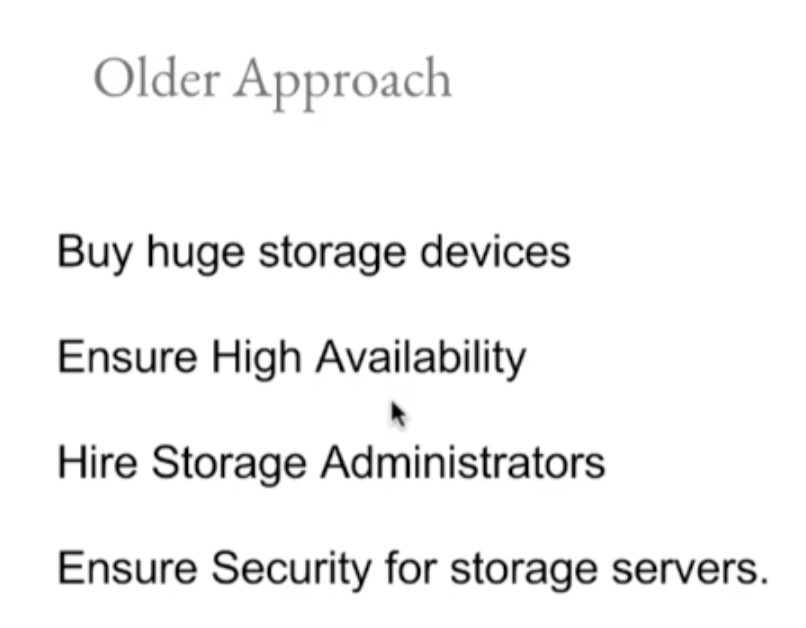 Older Approach
Buy huge storage devices
Ensure High Availability
Hire Storage Administrators
Ensure Security for storage servers.